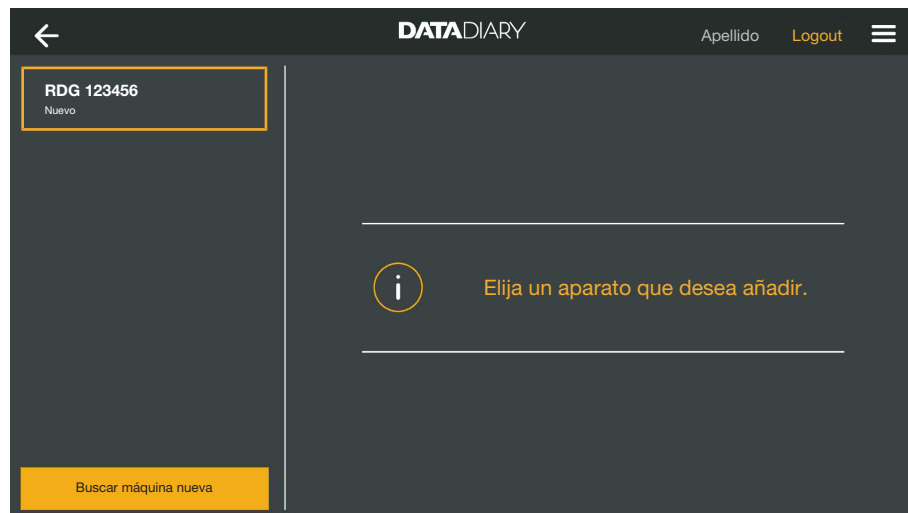 DATADIARY
Apellido
Logout
RDG 123456
Nuevo
i
Elija un aparato que desea añadir.
Buscar máquina nueva